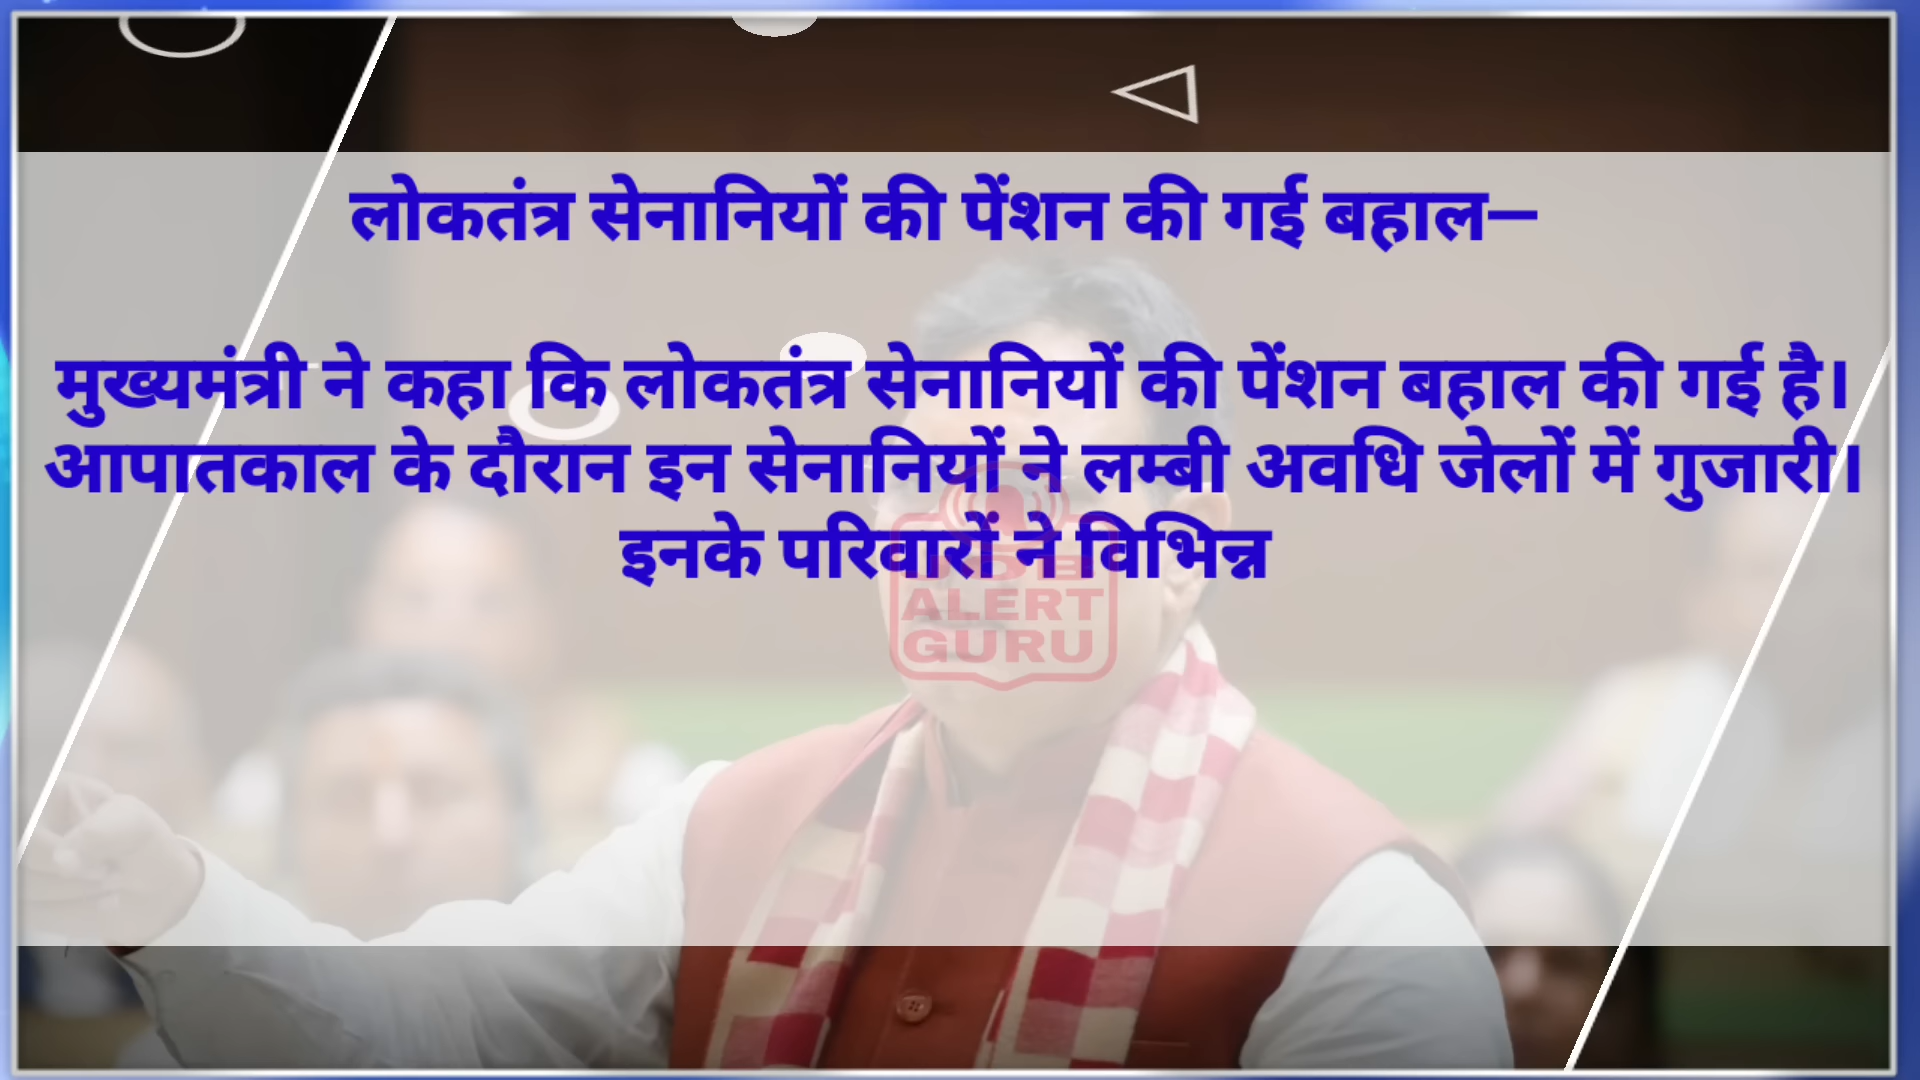 लोकतंत्र सेनानियों की पेंशन की गई बहाल—
मुख्यमंत्री ने कहा कि लोकतंत्र सेनानियों की पेंशन बहाल की गई है।
आपातकाल के दौरान इन सेनानियों ने लम्बी अवधि जेलों में गुजारी।
इनके परिवारों ने विभिन्न
JOB
ALERT
GURU